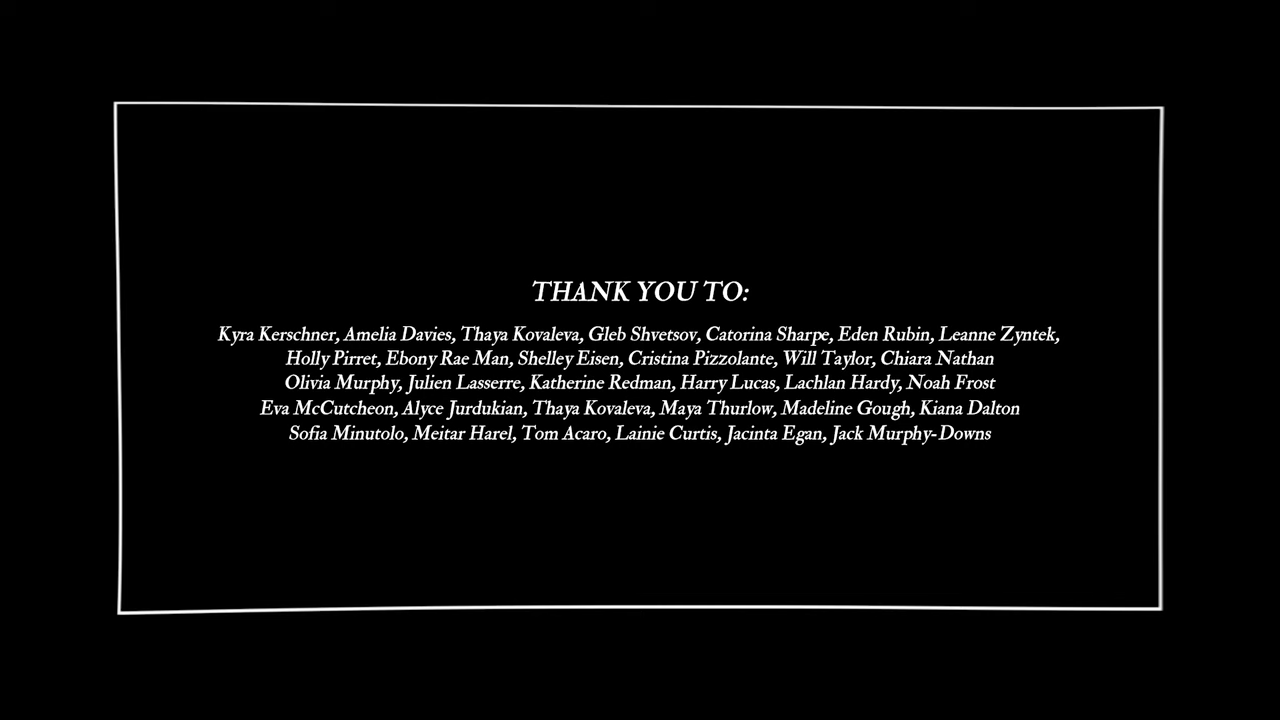 THANK YOU TO:
Kyra Kerschner, Amelia Davies, Thaya Kovaleva, Gleb Shvetsov, Catorina Sharpe, Eden Rubin, Leanne Zyntek,
Holly Pirret, Ebony Rae Man, Shelley Eisen, Cristina Pizzolante, Will Taylor, Chiara Nathan
Olivia Murphy, Julien Lasserre, Katherine Redman, Harry Lucas, Lachlan Hardy, Noah Frost
Eva McCutcheon, Alyce Jurdukian, Thaya Kovaleva, Maya Thurlow, Madeline Gough, Kiana Dalton
Sofia Minutolo, Meitar Harel, Tom Acaro, Lainie Curtis, Jacinta Egan, Jack Murphy-Downs